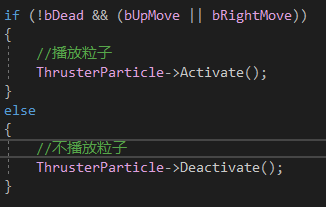 if (!bDead && (bUpMove || bRightMove))
{
    //播放粒子
    ThrusterParticle->Activate();
}
else
{
    //不播放粒子
    ThrusterParticle->Deactivate();
}